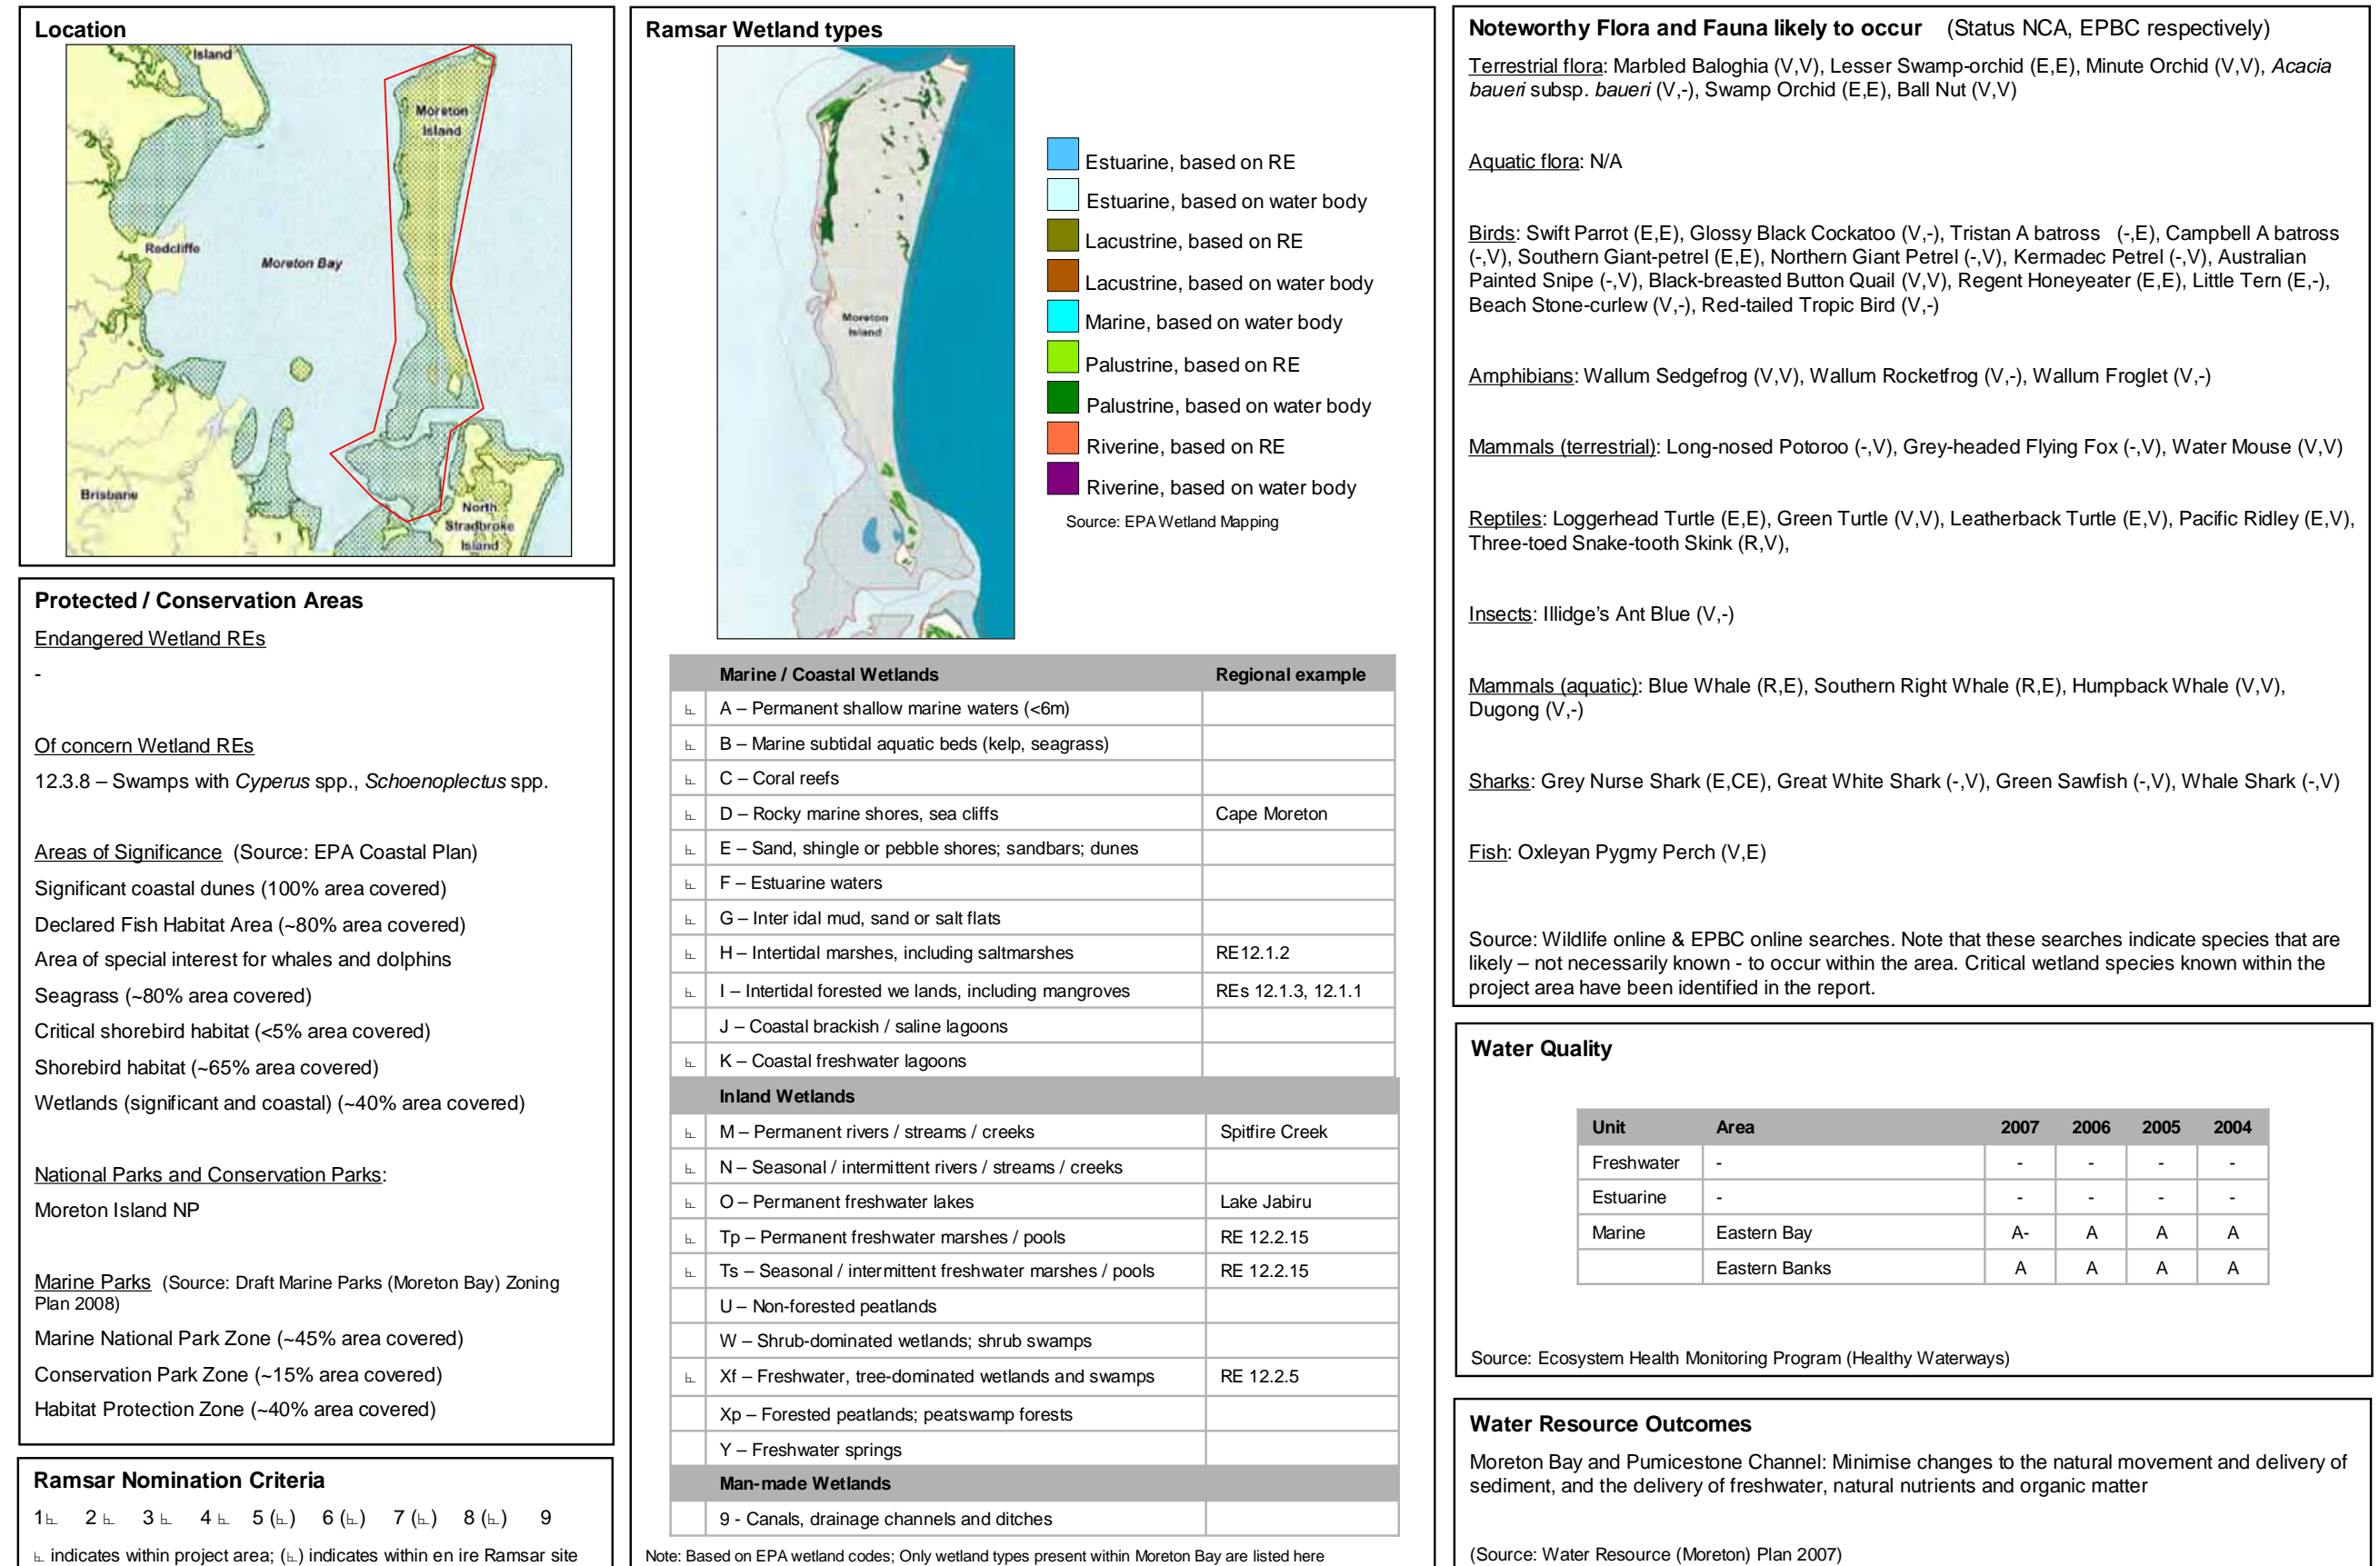 Location
Island
Moreton
Island
Redcliffe
Moreton Bay
Brisbane
North
Stradbroke
Island
Protected / Conservation Areas
Endangered Wetland REs
-
Of concern Wetland REs
12.3.8 – Swamps with Cyperus spp., Schoenoplectus spp.
Areas of Significance (Source: EPA Coastal Plan)
Significant coastal dunes (100% area covered)
Declared Fish Habitat Area (~80% area covered)
Area of special interest for whales and dolphins
Seagrass (~80% area covered)
Critical shorebird habitat (<5% area covered)
Shorebird habitat (~65% area covered)
Wetlands (significant and coastal) (~40% area covered)
National Parks and Conservation Parks:
Moreton Island NP
Marine Parks (Source: Draft Marine Parks (Moreton Bay) Zoning
Plan 2008)
Marine National Park Zone (~45% area covered)
Conservation Park Zone (~15% area covered)
Habitat Protection Zone (~40% area covered)
Ramsar Nomination Criteria
1⊾ 2 ⊾ 3 ⊾ 4 ⊾ 5 (⊾) 6 (⊾) 7 (⊾) 8 (⊾) 9
⊾ indicates within project area; (⊾) indicates within en ire Ramsar site
Ramsar Wetland types
Moreton
Island
Estuarine, based on RE
Estuarine, based on water body
Lacustrine, based on RE
Lacustrine, based on water body
Marine, based on water body
Palustrine, based on RE
Palustrine, based on water body
Riverine, based on RE
Riverine, based on water body
Source: EPA Wetland Mapping
Marine / Coastal Wetlands Regional example
⊾ A – Permanent shallow marine waters (<6m)
⊾ B – Marine subtidal aquatic beds (kelp, seagrass)
⊾ C – Coral reefs
⊾ D – Rocky marine shores, sea cliffs Cape Moreton
⊾ E – Sand, shingle or pebble shores; sandbars; dunes
⊾ F – Estuarine waters
⊾ G – Inter idal mud, sand or salt flats
⊾ H – Intertidal marshes, including saltmarshes RE12.1.2
⊾ I – Intertidal forested we lands, including mangroves REs 12.1.3, 12.1.1
J – Coastal brackish / saline lagoons
⊾ K – Coastal freshwater lagoons
Inland Wetlands
⊾ M – Permanent rivers / streams / creeks Spitfire Creek
⊾ N – Seasonal / intermittent rivers / streams / creeks
⊾ O – Permanent freshwater lakes Lake Jabiru
⊾ Tp – Permanent freshwater marshes / pools RE 12.2.15
⊾ Ts – Seasonal / intermittent freshwater marshes / pools RE 12.2.15
U – Non-forested peatlands
W – Shrub-dominated wetlands; shrub swamps
⊾ Xf – Freshwater, tree-dominated wetlands and swamps RE 12.2.5
Xp – Forested peatlands; peatswamp forests
Y – Freshwater springs
Man-made Wetlands
9 - Canals, drainage channels and ditches
Note: Based on EPA wetland codes; Only wetland types present within Moreton Bay are listed here
Noteworthy Flora and Fauna likely to occur (Status NCA, EPBC respectively)
Terrestrial flora: Marbled Baloghia (V,V), Lesser Swamp-orchid (E,E), Minute Orchid (V,V), Acacia
baueri subsp. baueri (V,-), Swamp Orchid (E,E), Ball Nut (V,V)
Aquatic flora: N/A
Birds: Swift Parrot (E,E), Glossy Black Cockatoo (V,-), Tristan A batross (-,E), Campbell A batross
(-,V), Southern Giant-petrel (E,E), Northern Giant Petrel (-,V), Kermadec Petrel (-,V), Australian
Painted Snipe (-,V), Black-breasted Button Quail (V,V), Regent Honeyeater (E,E), Little Tern (E,-),
Beach Stone-curlew (V,-), Red-tailed Tropic Bird (V,-)
Amphibians: Wallum Sedgefrog (V,V), Wallum Rocketfrog (V,-), Wallum Froglet (V,-)
Mammals (terrestrial): Long-nosed Potoroo (-,V), Grey-headed Flying Fox (-,V), Water Mouse (V,V)
Reptiles: Loggerhead Turtle (E,E), Green Turtle (V,V), Leatherback Turtle (E,V), Pacific Ridley (E,V),
Three-toed Snake-tooth Skink (R,V),
Insects: Illidge's Ant Blue (V,-)
Mammals (aquatic): Blue Whale (R,E), Southern Right Whale (R,E), Humpback Whale (V,V),
Dugong (V,-)
Sharks: Grey Nurse Shark (E,CE), Great White Shark (-,V), Green Sawfish (-,V), Whale Shark (-,V)
Fish: Oxleyan Pygmy Perch (V,E)
Source: Wildlife online & EPBC online searches. Note that these searches indicate species that are
likely – not necessarily known - to occur within the area. Critical wetland species known within the
project area have been identified in the report.
Water Quality
Unit Area 2007 2006 2005 2004
Freshwater - - - - -
Estuarine - - - - -
Marine Eastern Bay A- A A A
Eastern Banks A A A A
Source: Ecosystem Health Monitoring Program (Healthy Waterways)
Water Resource Outcomes
Moreton Bay and Pumicestone Channel: Minimise changes to the natural movement and delivery of
sediment, and the delivery of freshwater, natural nutrients and organic matter
(Source: Water Resource (Moreton) Plan 2007)